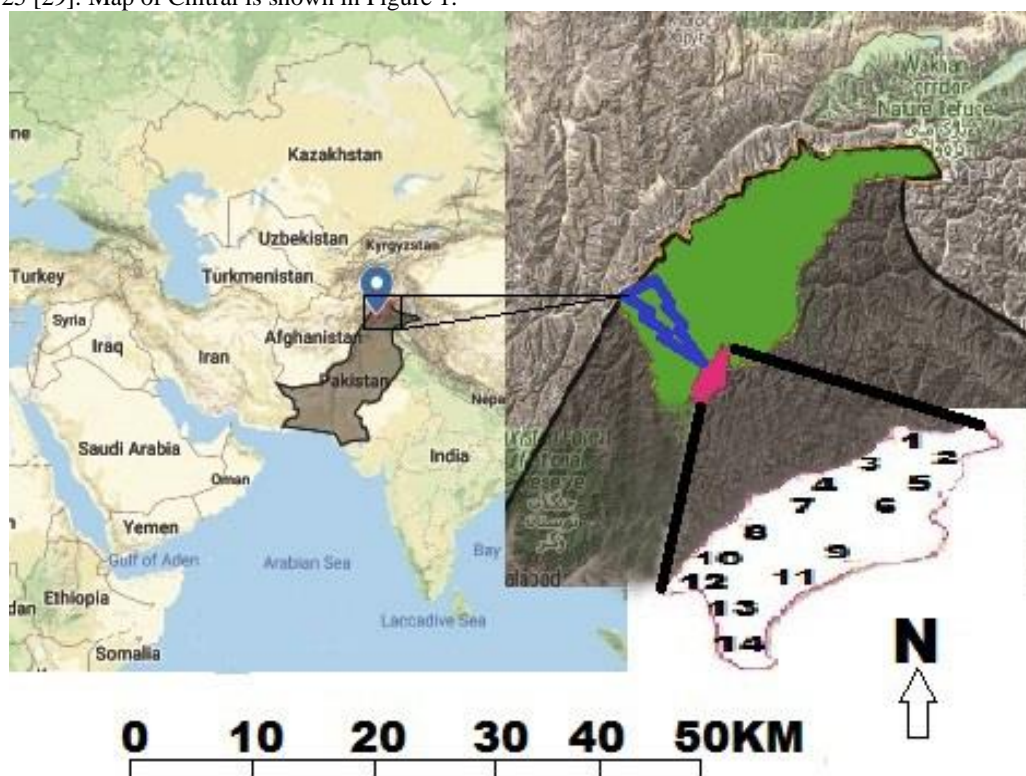 25 [29]. Map of Chitral is shown in Figure 1.
Wakhan
Nature Refuge
Kazakhstan
Uzbekistan
Kyrgyzstan
Turkey
Turkmenistan
Syria
Afghanistan
Iraq
Iran
Pakistan
Nepa
Saudi Arabia
India
Oman
Yemen
Gulf of Aden
Arabian Sea
Bay
alabad
Ethiopia
Laccadive Sea
Somalia
1
2
3
4
5
6
7
8
9
10
11
12
13
14
N
0 10 20 30 40 50KM